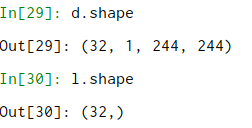 In[29]: d.shape
Out[29]: (32, 1, 244, 244)
In[30]: l.shape
Out[30]: (32,)